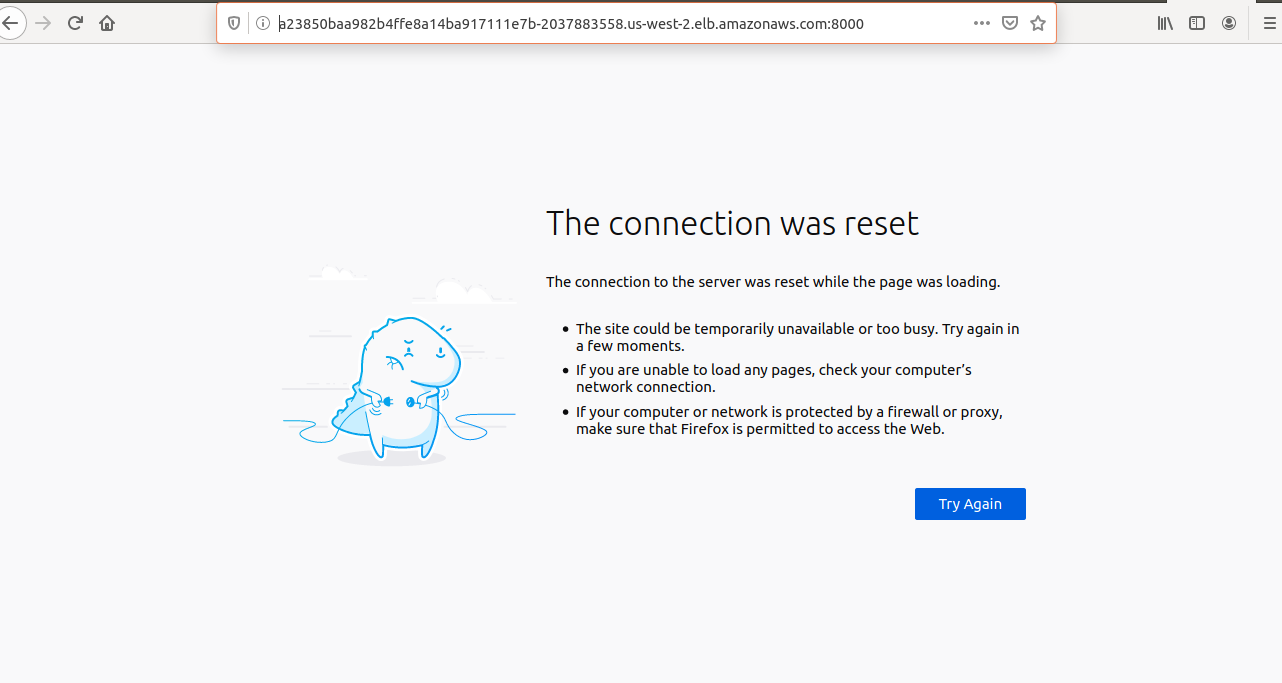 a23850baa982b4ffe8a14ba917111e7b-2037883558.us-west-2.elb.amazonaws.com:8000
The connection was reset
The connection to the server was reset while the page was loading.
The site could be temporarily unavailable or too busy. Try again in
a few moments.
If you are unable to load any pages, check your computer’s
network connection.
If your computer or network is protected by a firewall or proxy,
make sure that Firefox is permitted to access the Web.
Try Again